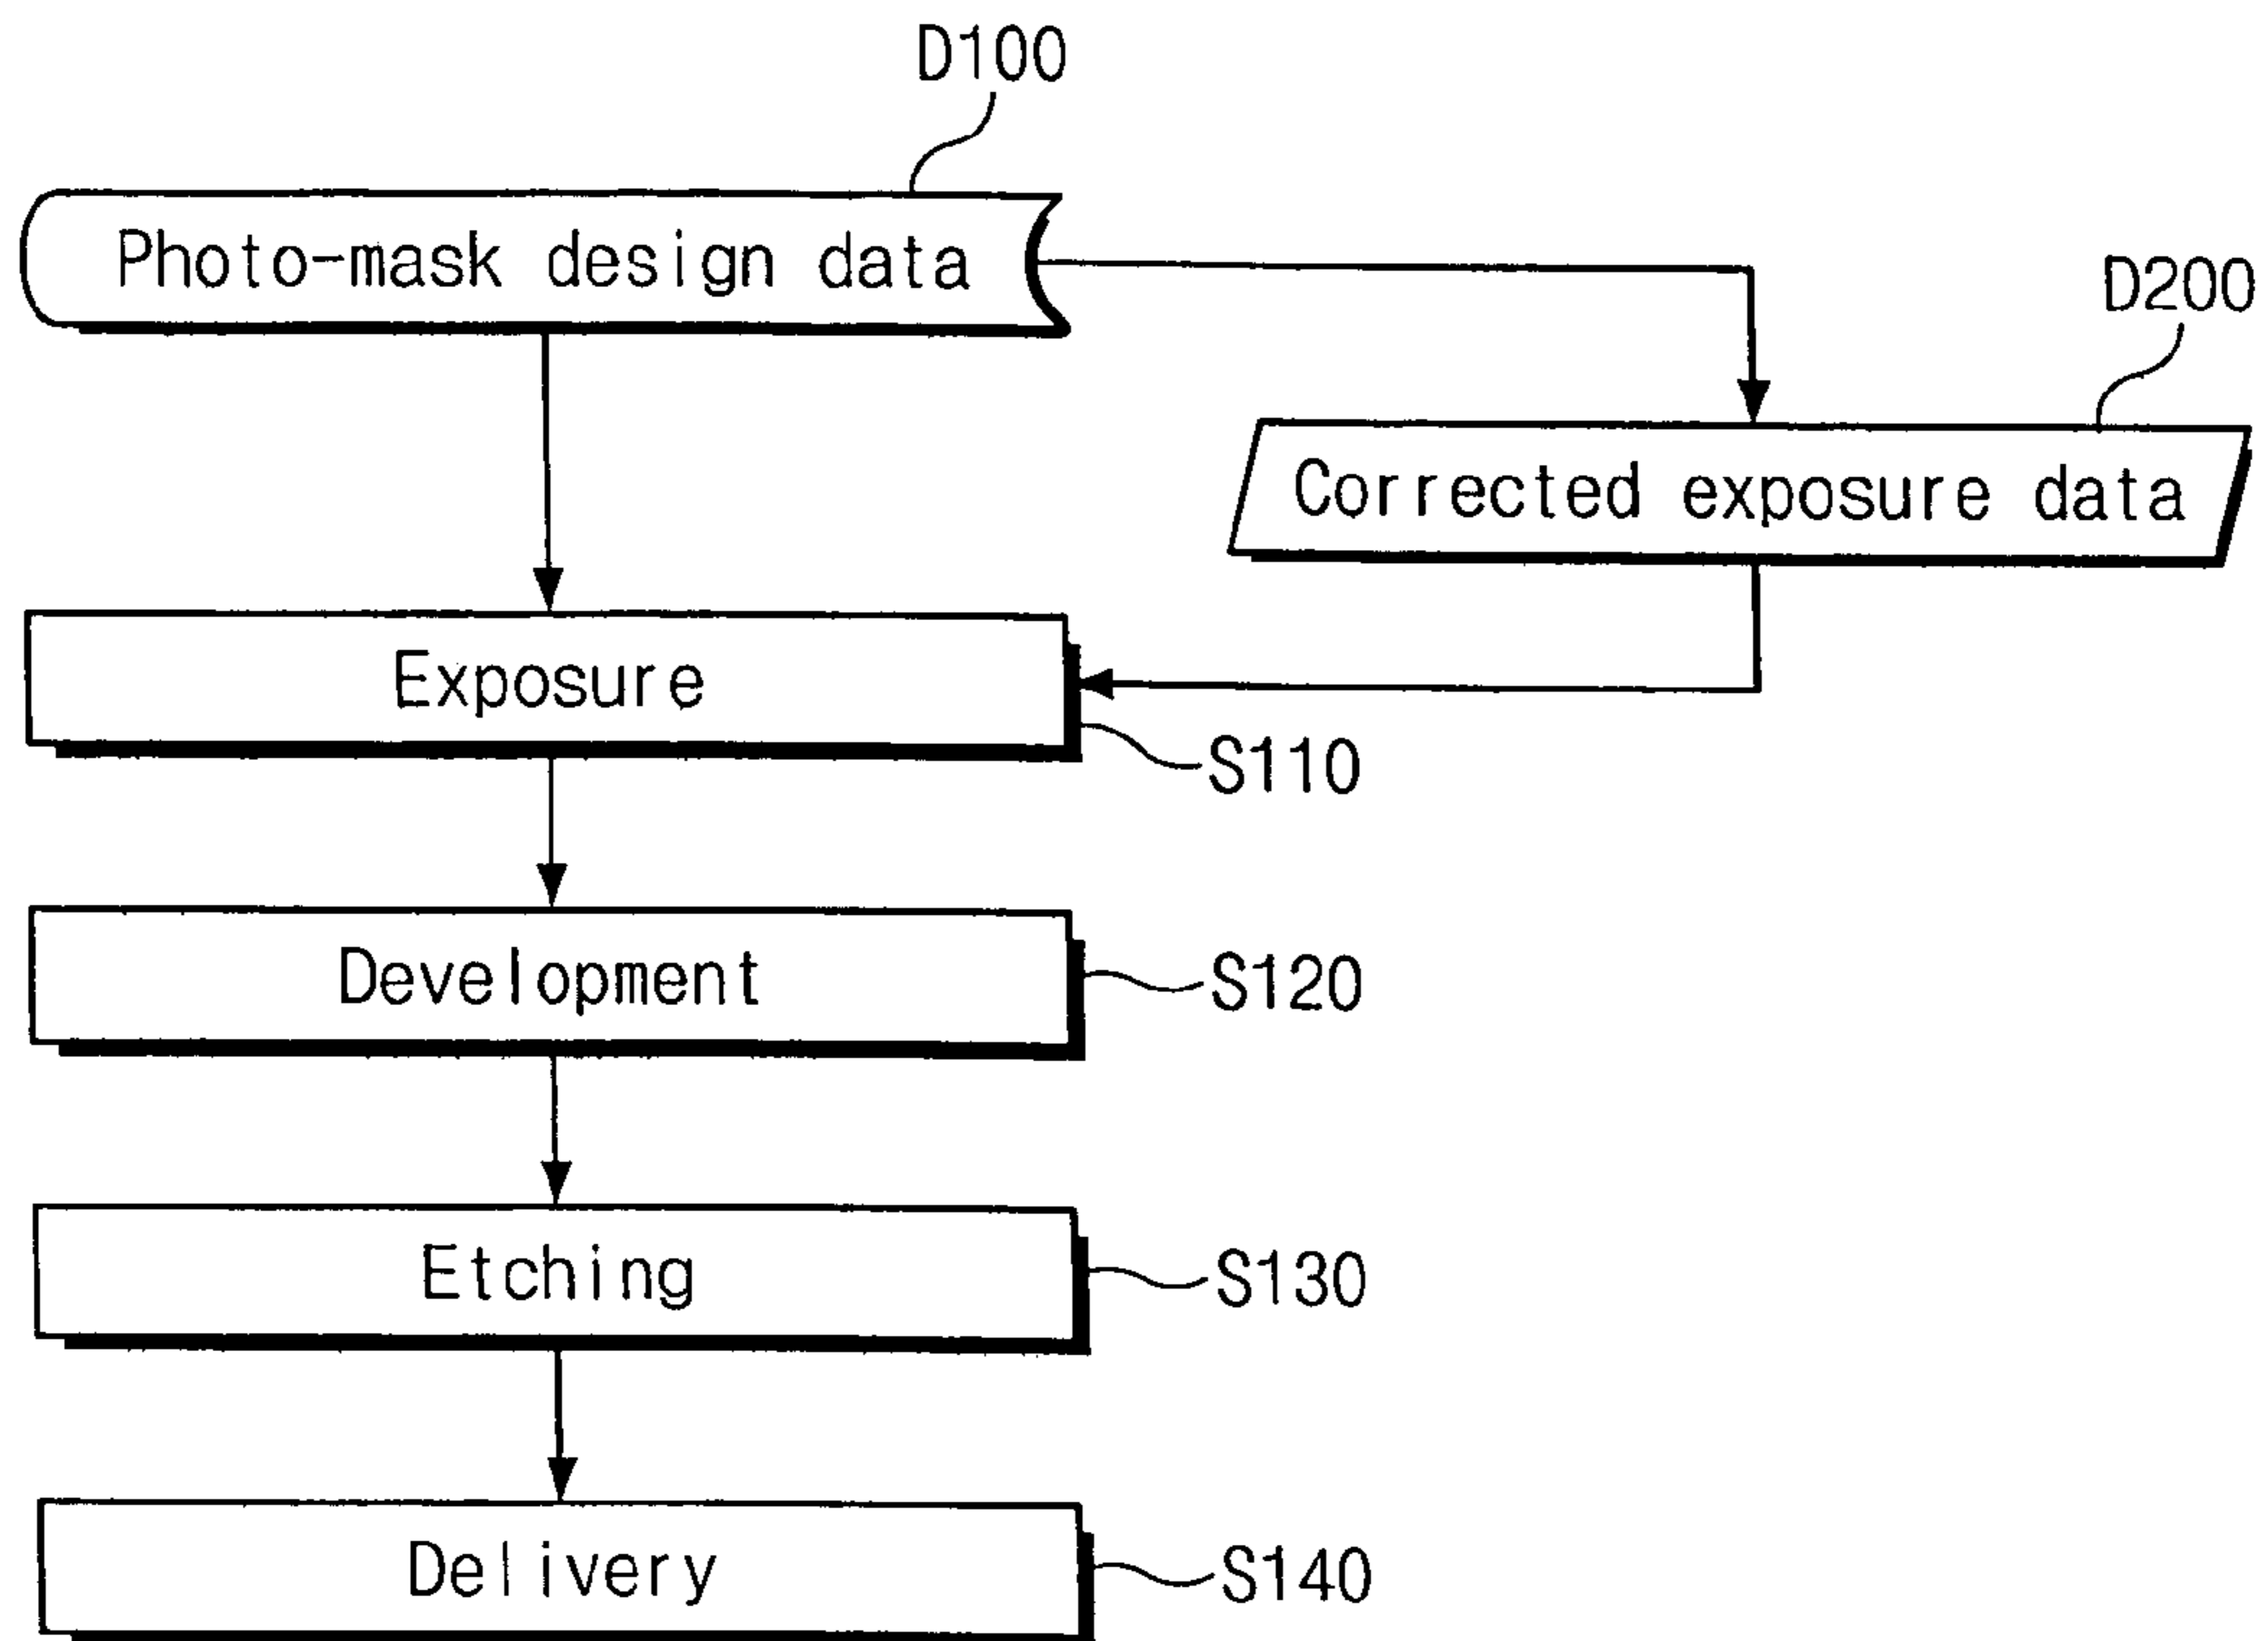 D100
Photo-mask design data
D200
Corrected exposure data
Exposure
S110
Development
S120
Etching
S130
Delivery
S140